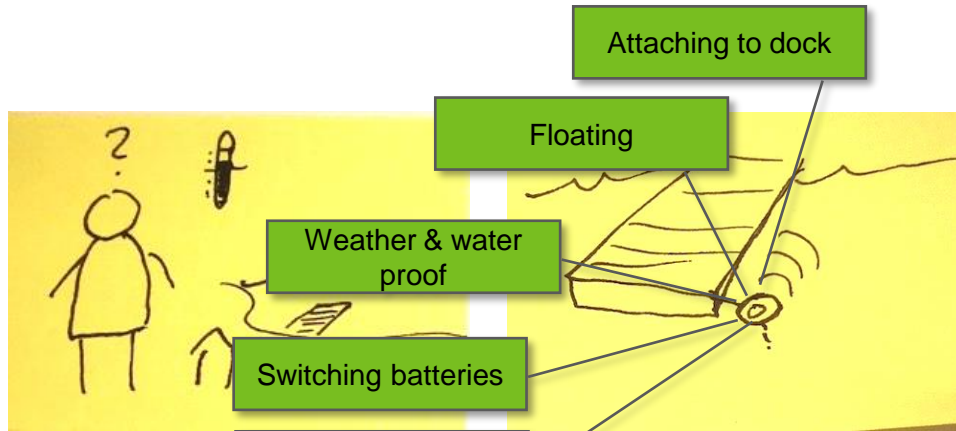 Attaching to dock
Floating
?
Weather & water
proof
Switching batteries